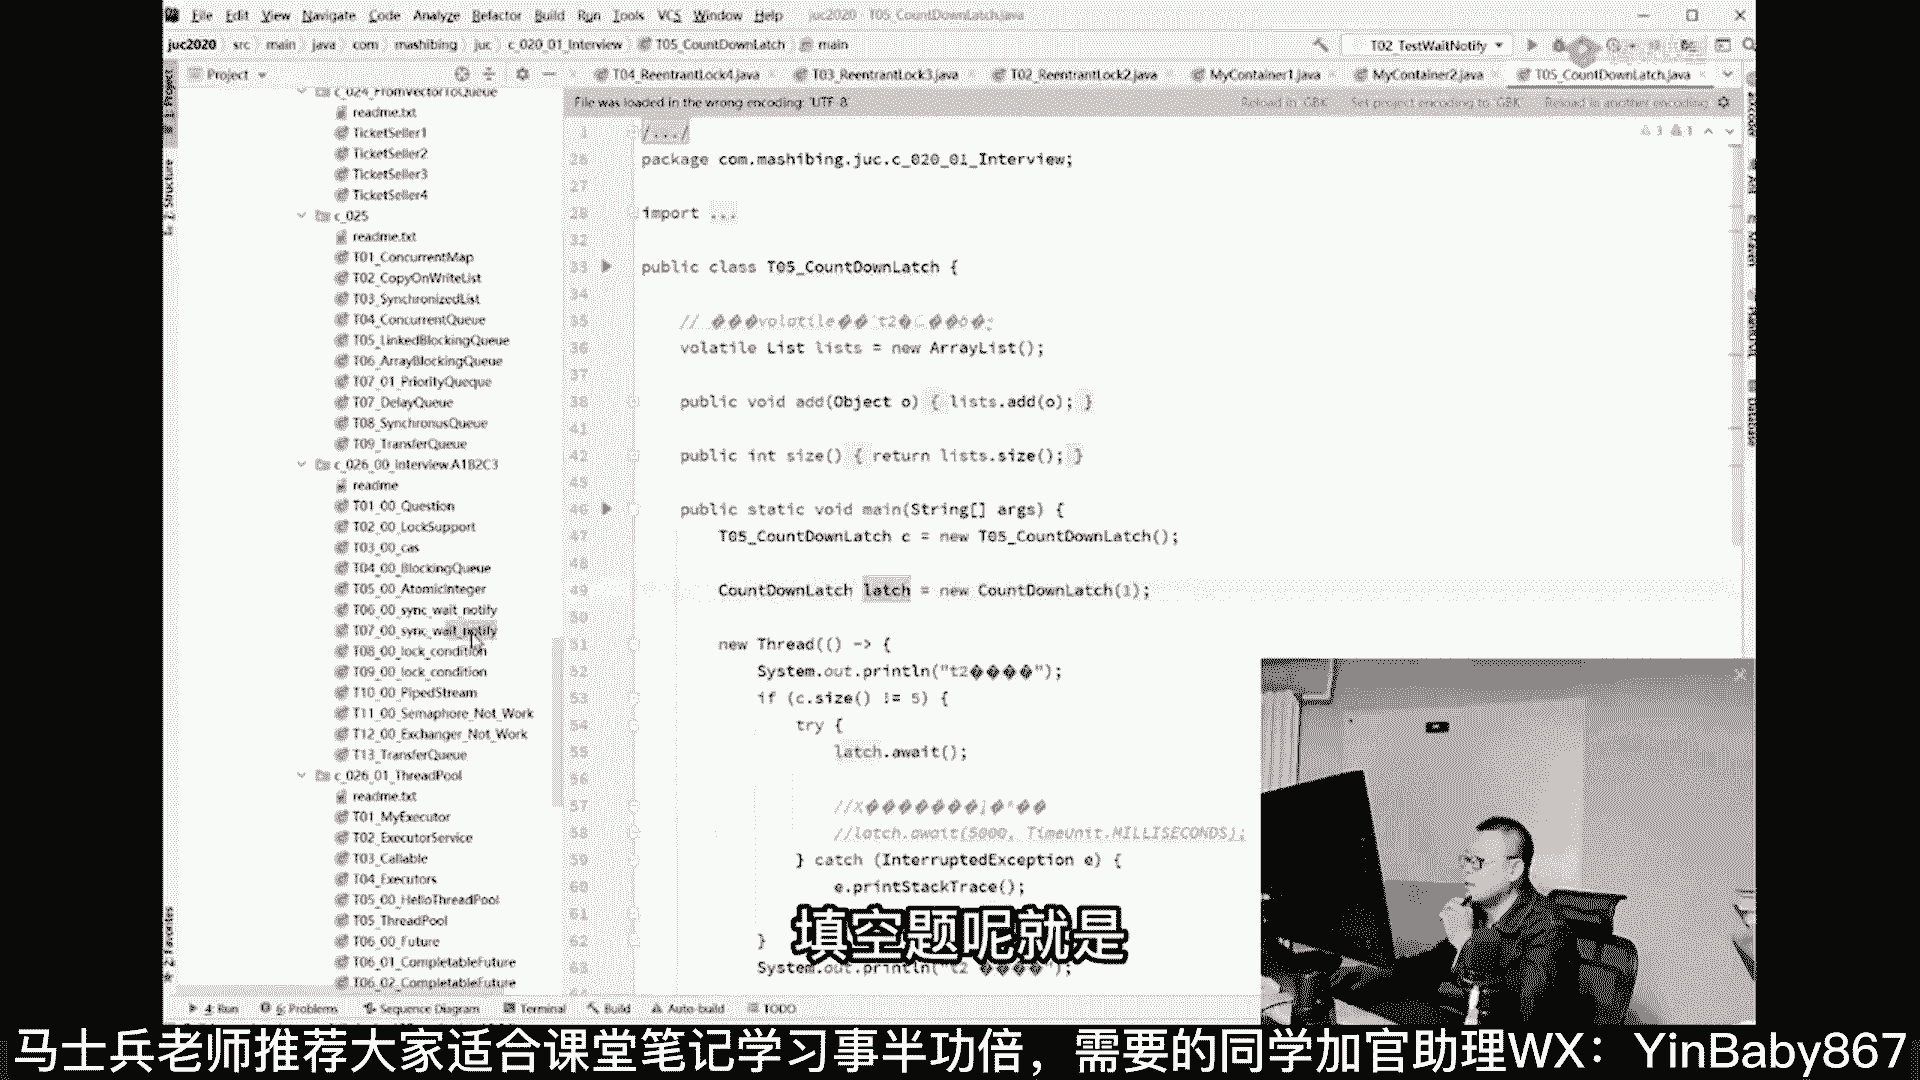 File Edit View Navigate Code Analyze Refactor Build Run Tools VCS Window Help juc2020 - T05_CountDownLatch.java
juc2020 src main java com mashibing juc c_020_01_Interview T05_CountDownLatch main
T02_TestWaitNotify
Project
T04_ReentrantLock4.java T03_ReentrantLock3.java T02_ReentrantLock2.java MyContainer1.java MyContainer2.java T05_CountDownLatch.java
File was loaded in the wrong encoding: 'UTF-8' Reload in 'GBK' Set project encoding to 'GBK' Reload in another encoding
1: Project
Z: Structure
2: Favorites
c_024_FromVectorToQueue
readme.txt
TicketSeller1
TicketSeller2
TicketSeller3
TicketSeller4
c_025
readme.txt
T01_ConcurrentMap
T02_CopyOnWriteList
T03_SynchronizedList
T04_ConcurrentQueue
T05_LinkedBlockingQueue
T06_ArrayBlockingQueue
T07_01_PriorityQueque
T07_DelayQueue
T08_SynchronusQueue
T09_TransferQueue
c_026_00_interview.A1B2C3
readme
T01_00_Question
T02_00_LockSupport
T03_00_cas
T04_00_BlockingQueue
T05_00_AtomicInteger
T06_00_sync_wait_notify
T07_00_sync_wait_notify
T08_00_lock_condition
T09_00_lock_condition
T10_00_PipedStream
T11_00_Semaphore_Not_Work
T12_00_Exchanger_Not_Work
T13_TransferQueue
c_026_01_ThreadPool
readme.txt
T01_MyExecutor
T02_ExecutorService
T03_Callable
T04_Executors
T05_00_HelloThreadPool
T05_ThreadPool
T06_00_Future
T06_01_CompletableFuture
T06_02_CompletableFuture
1 /.../
26 package com.mashibing.juc.c_020_01_Interview;
27
28 import ...
32
33 public class T05_CountDownLatch {
34
35 // ���volatile��
36 volatile List lists = new ArrayList();
37
38 public void add(Object o) { lists.add(o); }
41
42 public int size() { return lists.size(); }
45
46 public static void main(String[] args) {
47 T05_CountDownLatch c = new T05_CountDownLatch();
48
49 CountDownLatch latch = new CountDownLatch(1);
50
51 new Thread(() -> {
52 System.out.println("t2����");
53 if (c.size() != 5) {
54 try {
55 latch.await();
56
57
58 //latch.await(5000, TimeUnit.MILLISECONDS);
59 } catch (InterruptedException e) {
60 e.printStackTrace();
61
62 }
63 System.out.println("t2 ����");
填空题呢就是
4: Run 6: Problems Sequence Diagram Terminal Build Auto-build TODO
马士兵老师推荐大家适合课堂笔记学习事半功倍，需要的同学加官助理WX：YinBaby867